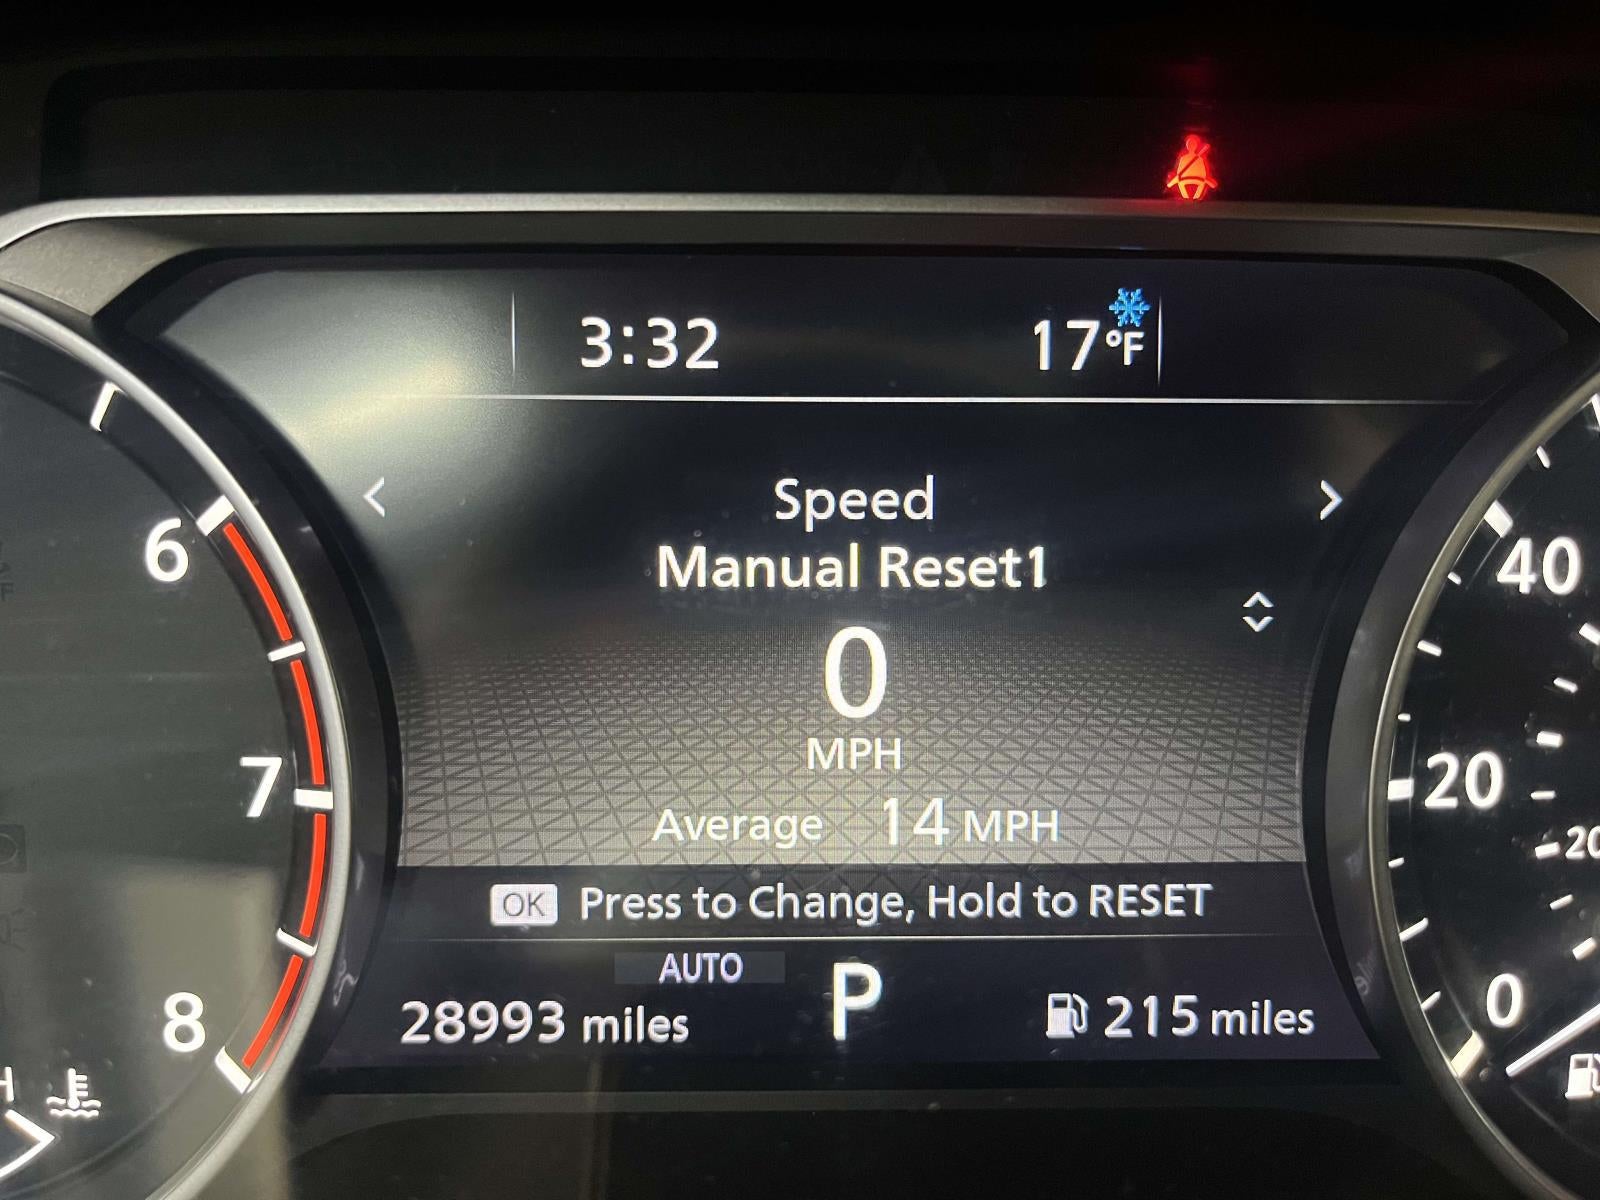 3:32
17°F
< Speed >
Manual Reset1
0
MPH
Average 14 MPH
OK Press to Change, Hold to RESET
AUTO
28993 miles
P
215 miles
6
7
8
H
40
20
0
20